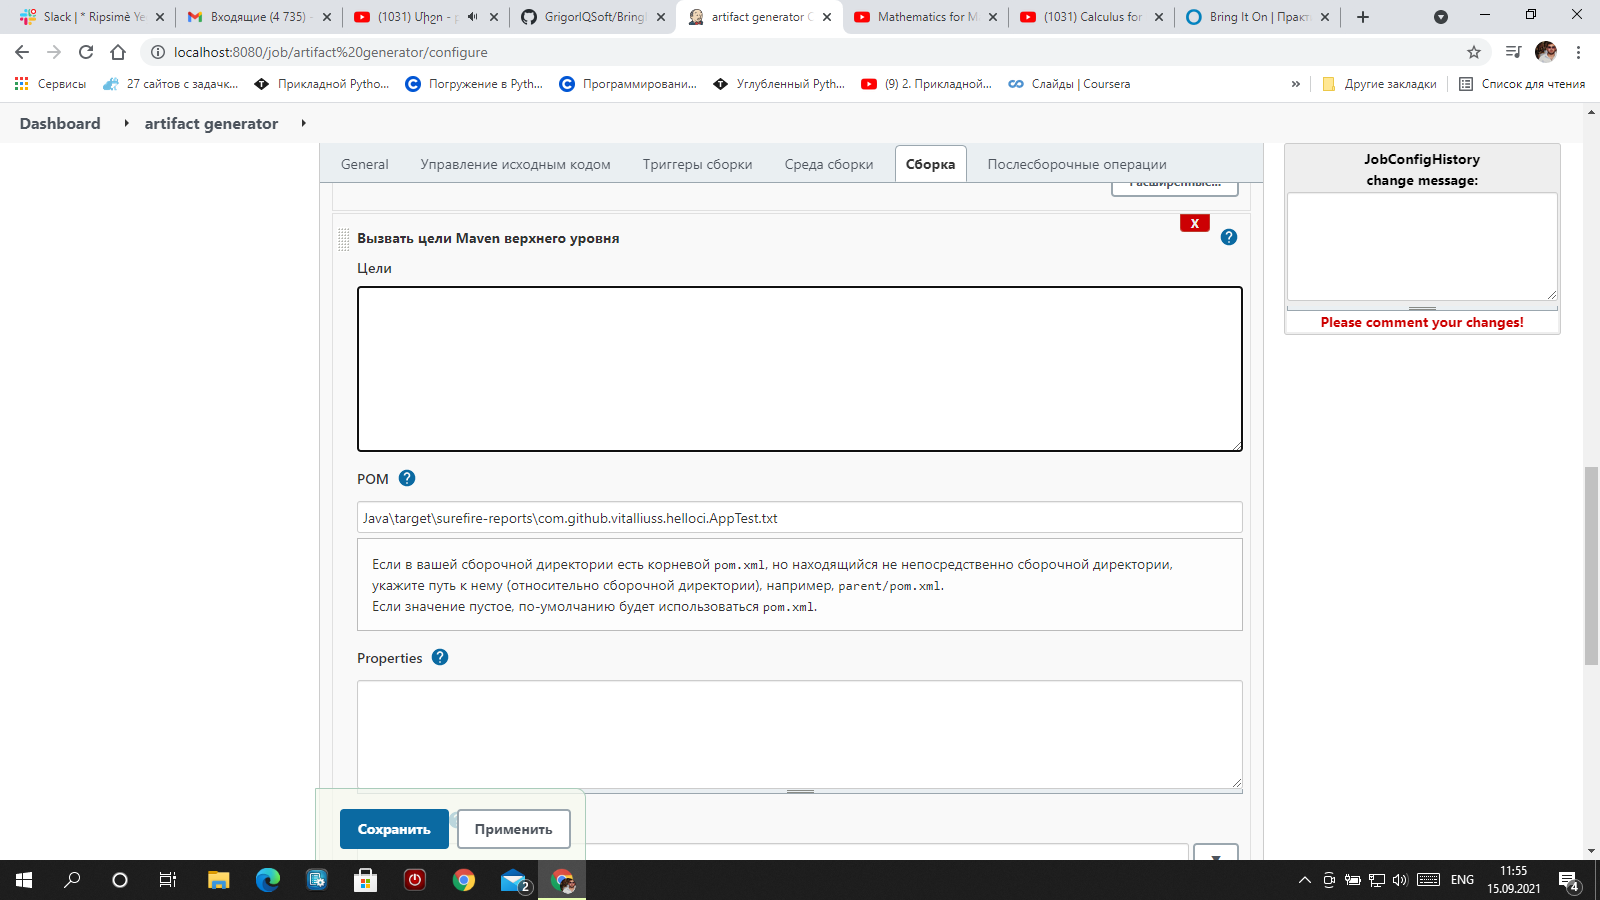 Slack | * Ripsimè Ye
Входящие (4 735) -
(1031) Միշո - բ
GrigorIQSoft/Bring
artifact generator C
Mathematics for M
(1031) Calculus for
Bring It On | Практ
localhost:8080/job/artifact%20generator/configure
Сервисы
27 сайтов с задачк...
Прикладной Pytho...
Погружение в Pyth...
Программировани...
Углубленный Pyth...
(9) 2. Прикладной...
Слайды | Coursera
»
Другие закладки
Список для чтения
Dashboard
artifact generator
General
Управление исходным кодом
Триггеры сборки
Среда сборки
Сборка
Послесборочные операции
Расширенные...
JobConfigHistory
change message:
Please comment your changes!
X
Вызвать цели Maven верхнего уровня
?
Цели
POM ?
Java\target\surefire-reports\com.github.vitalliuss.helloci.AppTest.txt
Если в вашей сборочной директории есть корневой pom.xml, но находящийся не непосредственно сборочной директории,
укажите путь к нему (относительно сборочной директории), например, parent/pom.xml.
Если значение пустое, по-умолчанию будет использоваться pom.xml.
Properties ?
Сохранить
Применить
2
ENG
11:55
15.09.2021
4